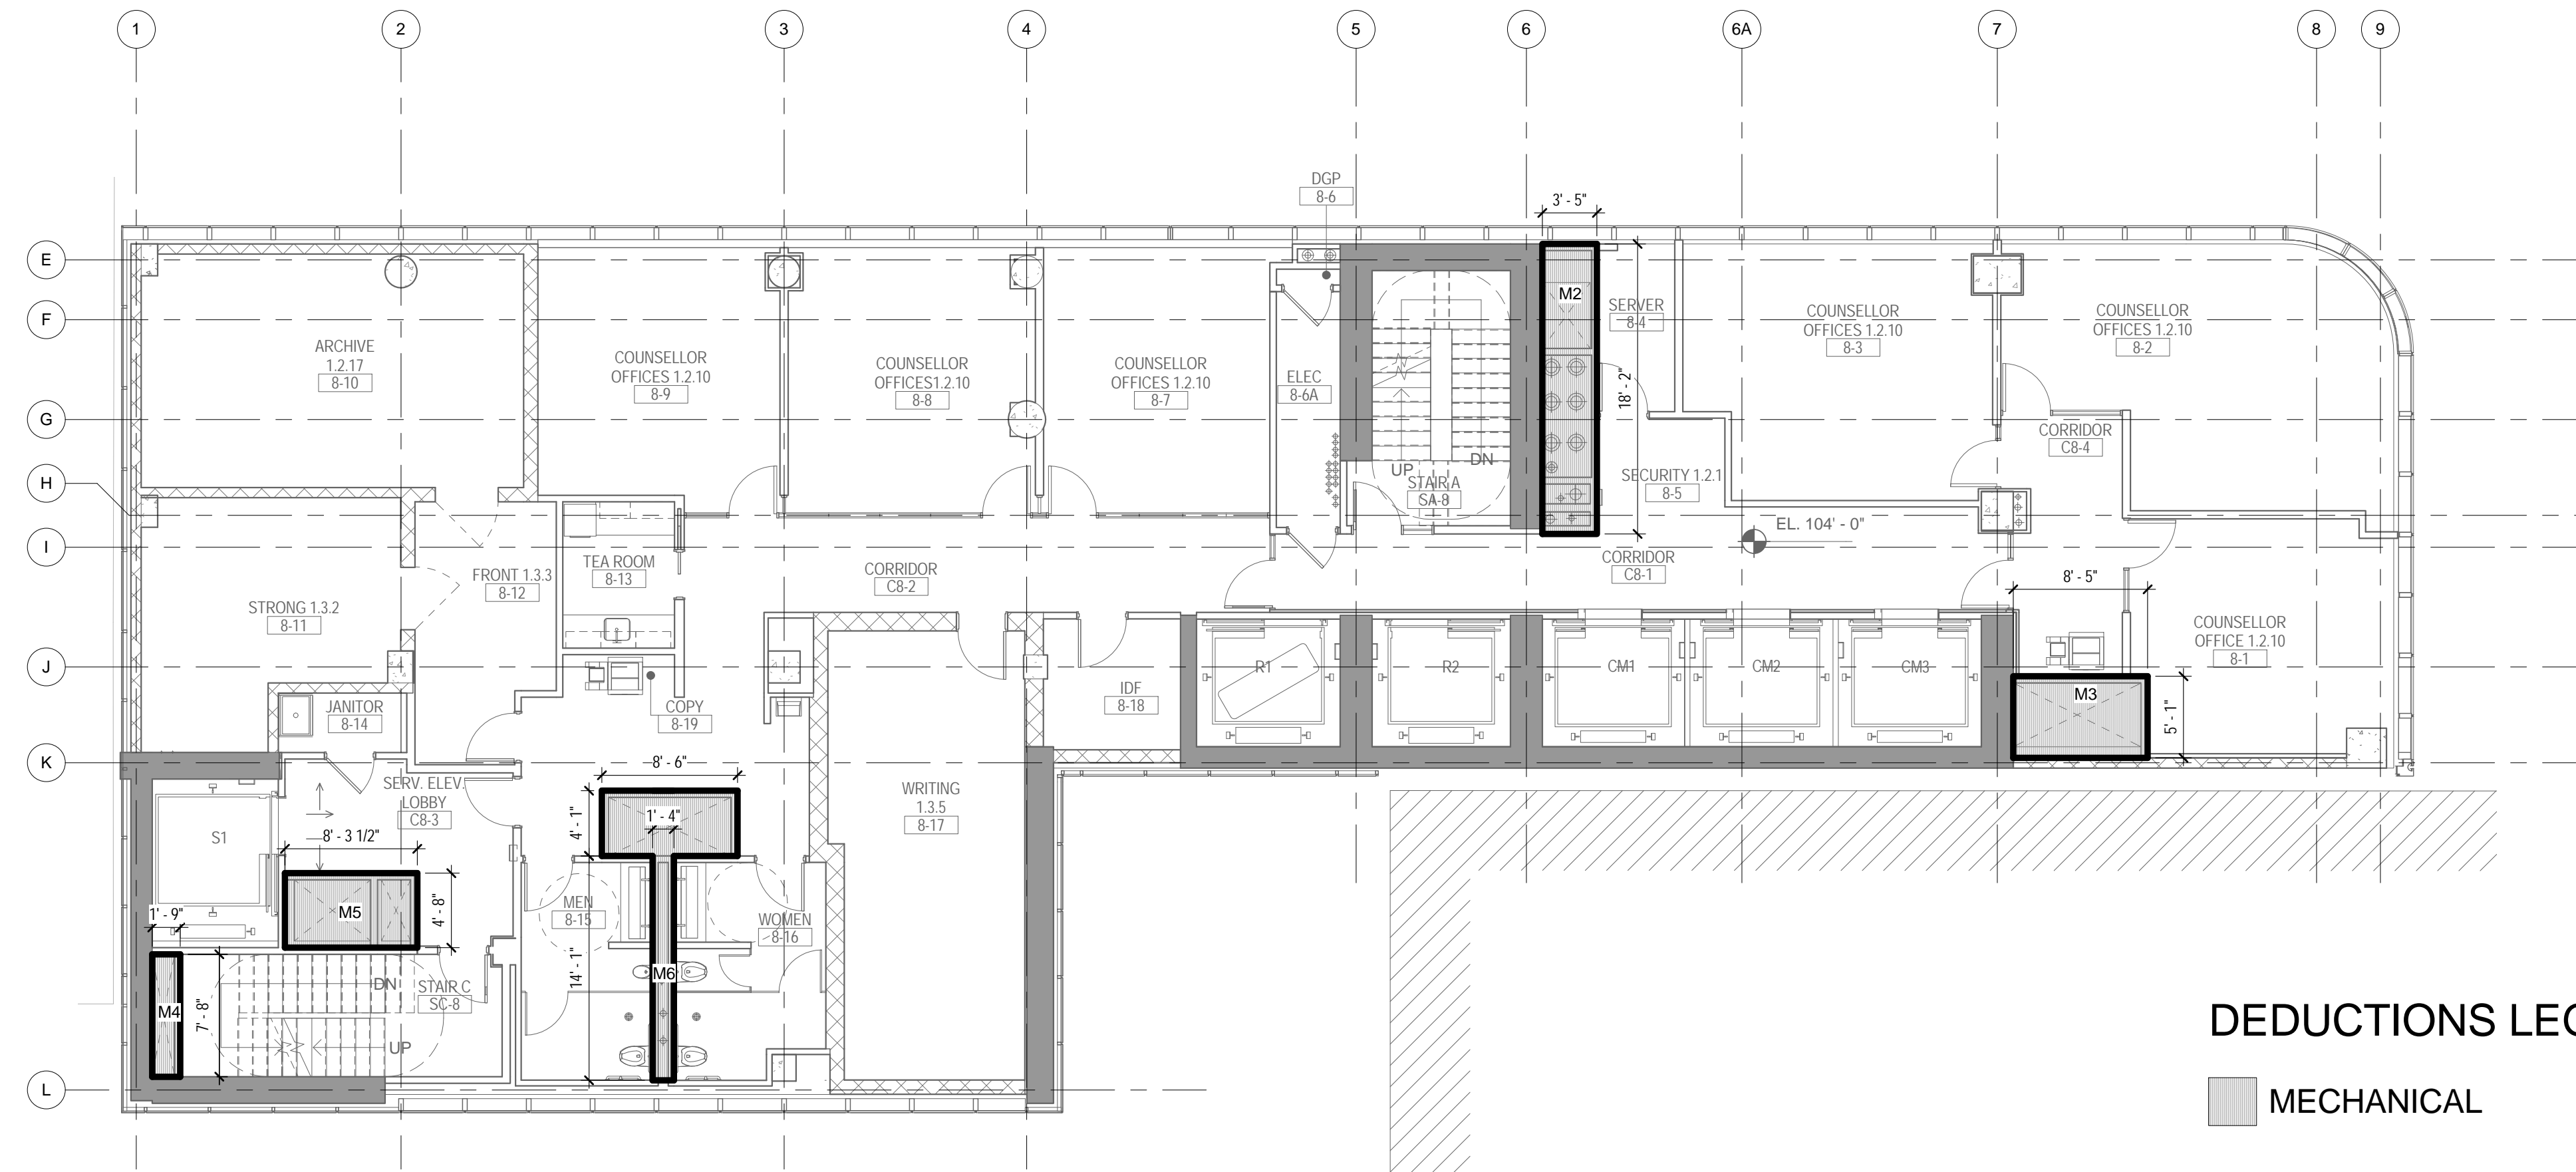 1
2
3
4
5
6
6A
7
8
9
E
F
G
H
I
J
K
L
DGP
8-6
3' - 5"
M2
18' - 2"
SERVER
8-4
ARCHIVE
1.2.17
8-10
COUNSELLOR
OFFICES 1.2.10
8-9
COUNSELLOR
OFFICES1.2.10
8-8
COUNSELLOR
OFFICES 1.2.10
8-7
ELEC
8-6A
COUNSELLOR
OFFICES 1.2.10
8-3
COUNSELLOR
OFFICES 1.2.10
8-2
CORRIDOR
C8-4
UP
DN
STAIR A
SA-8
SECURITY 1.2.1
8-5
EL. 104' - 0"
CORRIDOR
C8-1
TEA ROOM
8-13
FRONT 1.3.3
8-12
CORRIDOR
C8-2
STRONG 1.3.2
8-11
8' - 5"
COUNSELLOR
OFFICE 1.2.10
8-1
R1
R2
CM1
CM2
CM3
M3
5' - 1"
IDF
8-18
JANITOR
8-14
COPY
8-19
8' - 6"
SERV. ELEV.
LOBBY
C8-3
S1
8' - 3 1/2"
4' - 1"
1' - 4"
WRITING
1.3.5
8-17
M5
4' - 8"
1' - 9"
MEN
8-15
WOMEN
8-16
14' - 1"
M6
DN
STAIR C
SC-8
M4
7' - 8"
UP
DEDUCTIONS LEG
MECHANICAL